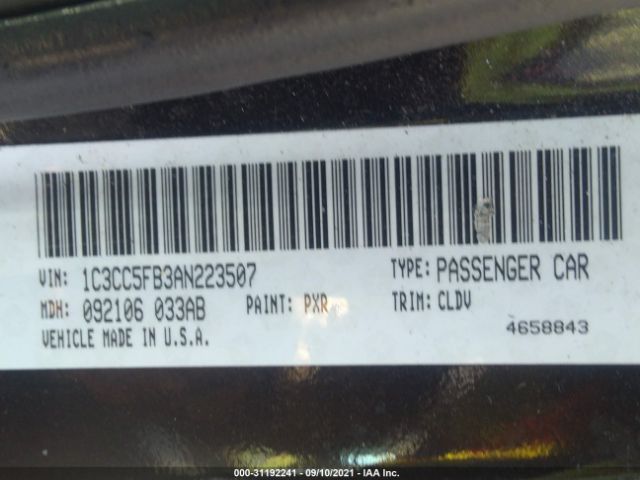 VIN: 1C3CC5FB3AN223507 TYPE: PASSENGER CAR
MDH: 092106 033AB PAINT: PXR TRIM: CLDV
VEHICLE MADE IN U.S.A. 4658843
000-31192241 - 09/10/2021 - IAA Inc.